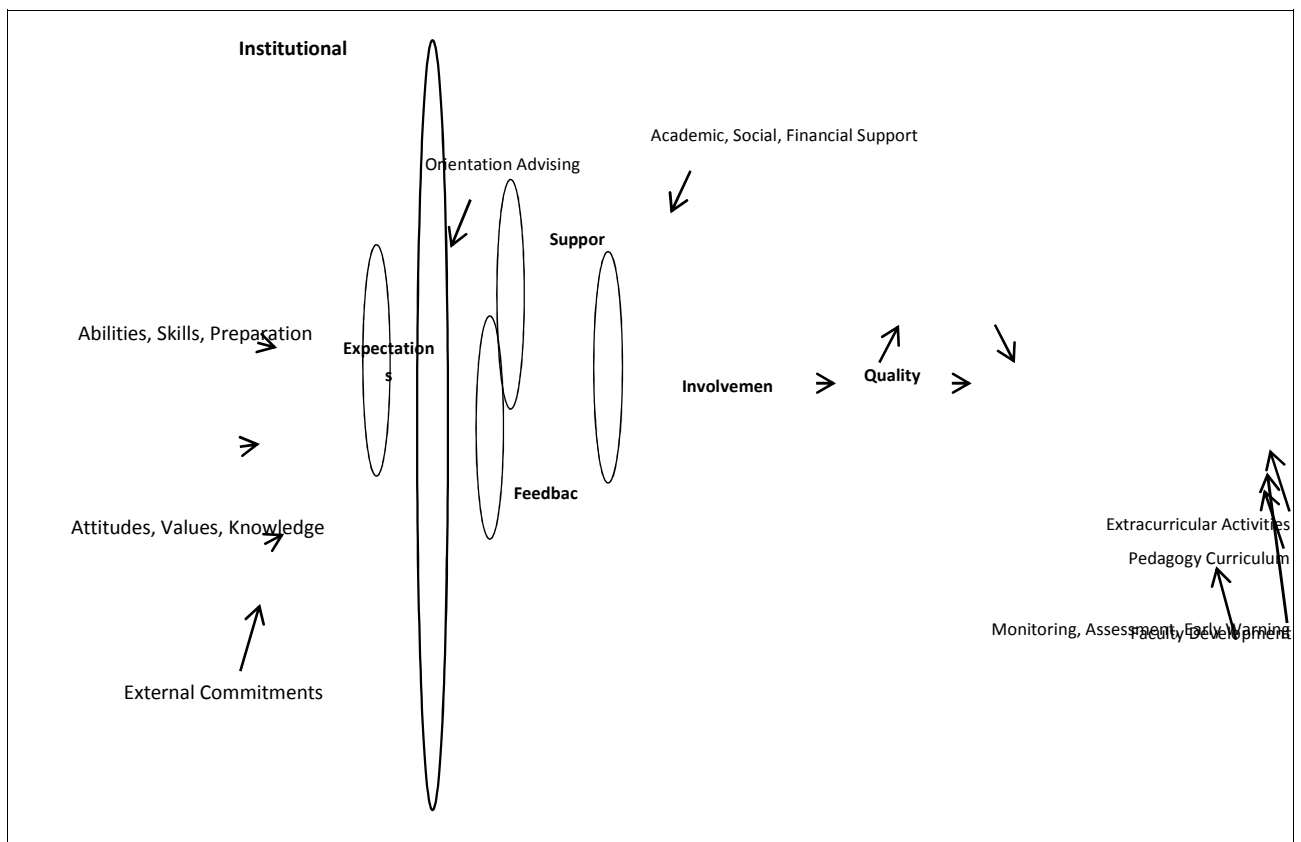 Institutional
Academic, Social, Financial Support
Orientation Advising
Suppor
Abilities, Skills, Preparation
Expectation
s
Quality
Involvemen
Feedbac
Extracurricular Activities
Attitudes, Values, Knowledge
Pedagogy Curriculum
Monitoring, Assessment, Early Warning
Faculty Development
External Commitments